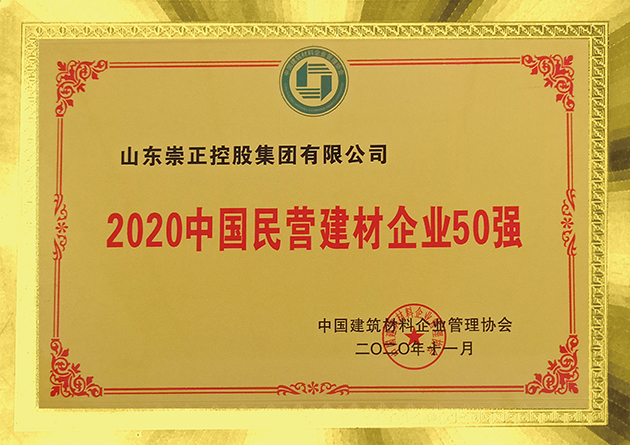 山东崇正控股集团有限公司
2020中国民营建材企业50强
中国建筑材料企业管理协会
二〇二〇年十一月